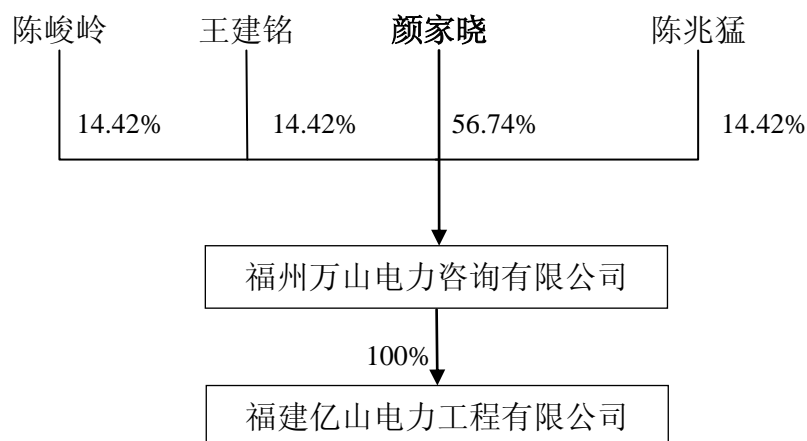 陈峻岭 王建铭 颜家晓 陈兆猛
14.42% 14.42% 56.74% 14.42%
福州万山电力咨询有限公司
100%
福建亿山电力工程有限公司